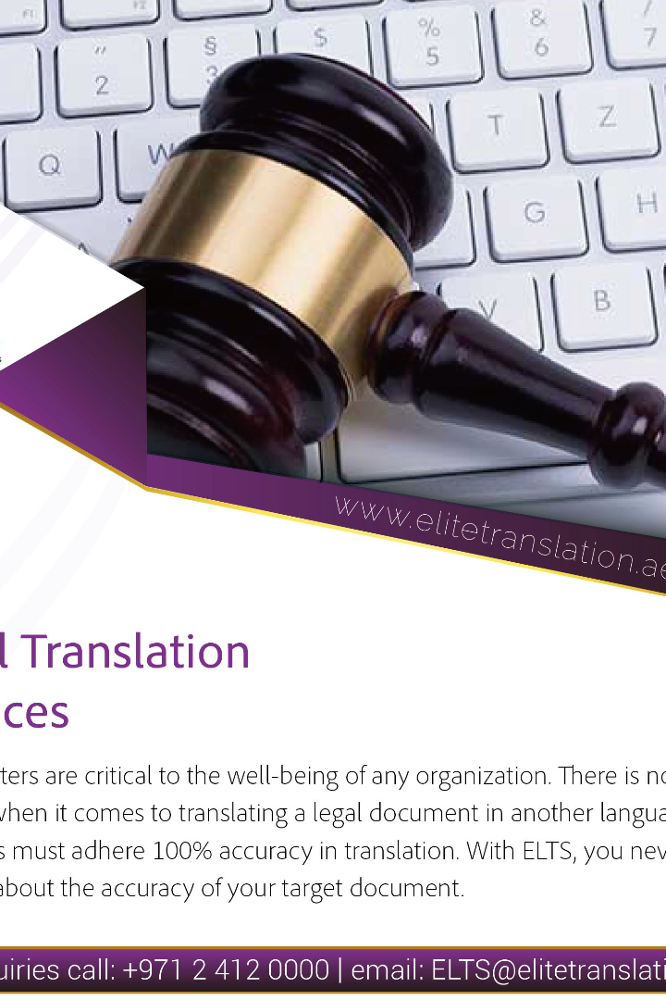 "
2
§
3
$
%
5
&
6
/
7
Q
W
T
Z
A
G
H
V
B
www.elitetranslation.ae
l Translation
ces
ters are critical to the well-being of any organization. There is no
when it comes to translating a legal document in another langua
s must adhere 100% accuracy in translation. With ELTS, you nev
about the accuracy of your target document.
uiries call: +971 2 412 0000 | email: ELTS@elitetranslati